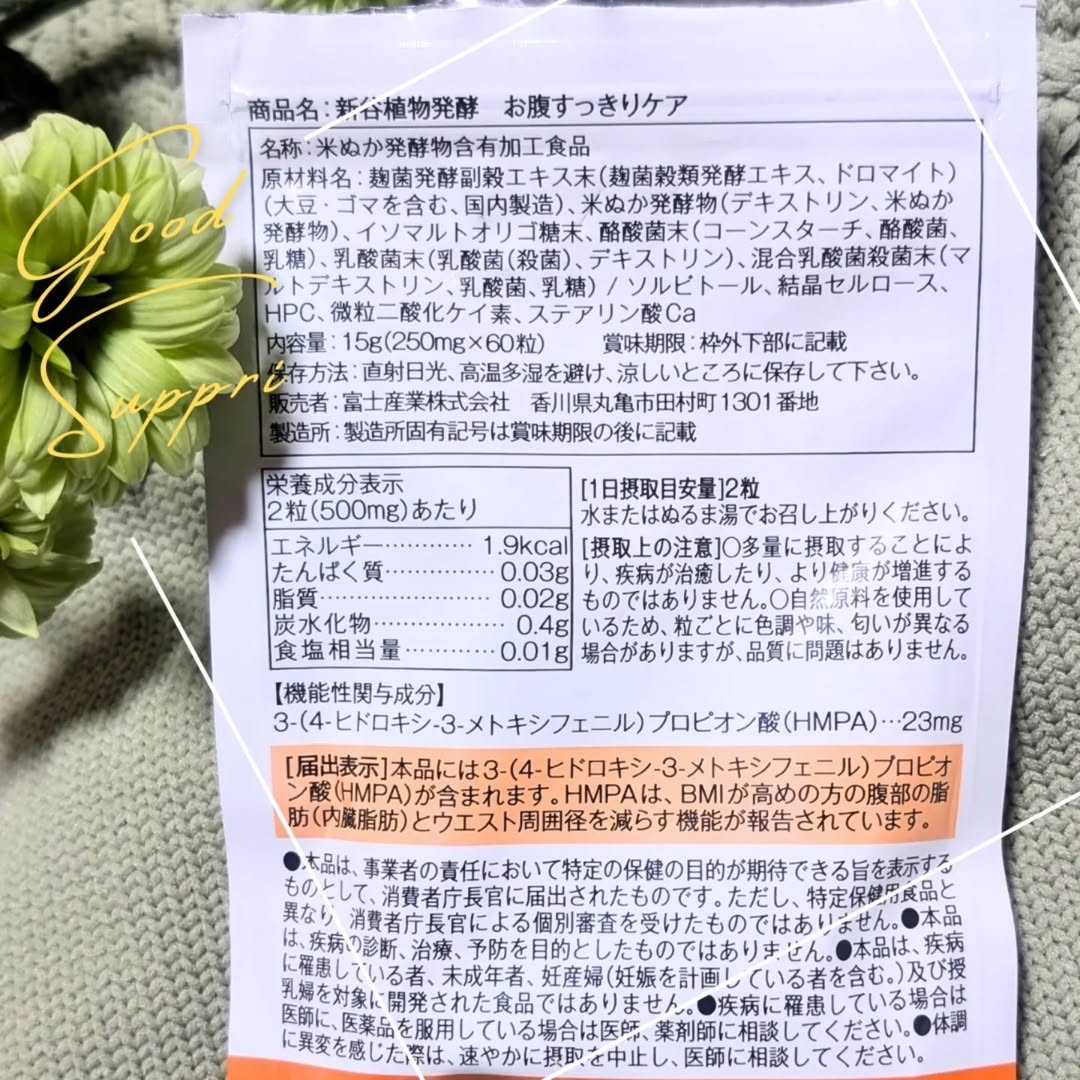 商品名：新谷植物発酵　お腹すっきりケア
名称：米ぬか発酵物含有加工食品
原材料名：麹菌発酵副穀エキス末（麹菌穀類発酵エキス、ドロマイト）
（大豆・ゴマを含む、国内製造）、米ぬか発酵物（デキストリン、米ぬか
発酵物）、イソマルトオリゴ糖末、酪酸菌末（コーンスターチ、酪酸菌、
乳糖）、乳酸菌末（乳酸菌（殺菌）、デキストリン）、混合乳酸菌殺菌末（マ
ルトデキストリン、乳酸菌、乳糖）/ ソルビトール、結晶セルロース、
HPC、微粒二酸化ケイ素、ステアリン酸Ca
内容量：15g(250mg×60粒)　　賞味期限：枠外下部に記載
保存方法：直射日光、高温多湿を避け、涼しいところに保存して下さい。
販売者：富士産業株式会社　香川県丸亀市田村町1301番地
製造所：製造所固有記号は賞味期限の後に記載
Good
Suppri
栄養成分表示
2粒(500mg)あたり
エネルギー………… 1.9kcal
たんぱく質………… 0.03g
脂質………………… 0.02g
炭水化物…………… 0.4g
食塩相当量………… 0.01g
[1日摂取目安量]2粒
水またはぬるま湯でお召し上がりください。
[摂取上の注意]○多量に摂取することによ
り、疾病が治癒したり、より健康が増進する
ものではありません。○自然原料を使用して
いるため、粒ごとに色調や味、匂いが異なる
場合がありますが、品質に問題はありません。
【機能性関与成分】
3-(4-ヒドロキシ-3-メトキシフェニル)プロピオン酸(HMPA)…23mg
[届出表示]本品には3-(4-ヒドロキシ-3-メトキシフェニル)プロピオ
ン酸(HMPA)が含まれます。HMPAは、BMIが高めの方の腹部の脂
肪（内臓脂肪）とウエスト周囲径を減らす機能が報告されています。
●本品は、事業者の責任において特定の保健の目的が期待できる旨を表示する
ものとして、消費者庁長官に届出されたものです。ただし、特定保健用食品と
異なり、消費者庁長官による個別審査を受けたものではありません。●本品
は、疾病の診断、治療、予防を目的としたものではありません。●本品は、疾病
に罹患している者、未成年者、妊産婦（妊娠を計画している者を含む。）及び授
乳婦を対象に開発された食品ではありません。●疾病に罹患している場合は
医師に、医薬品を服用している場合は医師、薬剤師に相談してください。●体調
に異変を感じた際は、速やかに摂取を中止し、医師に相談してください。